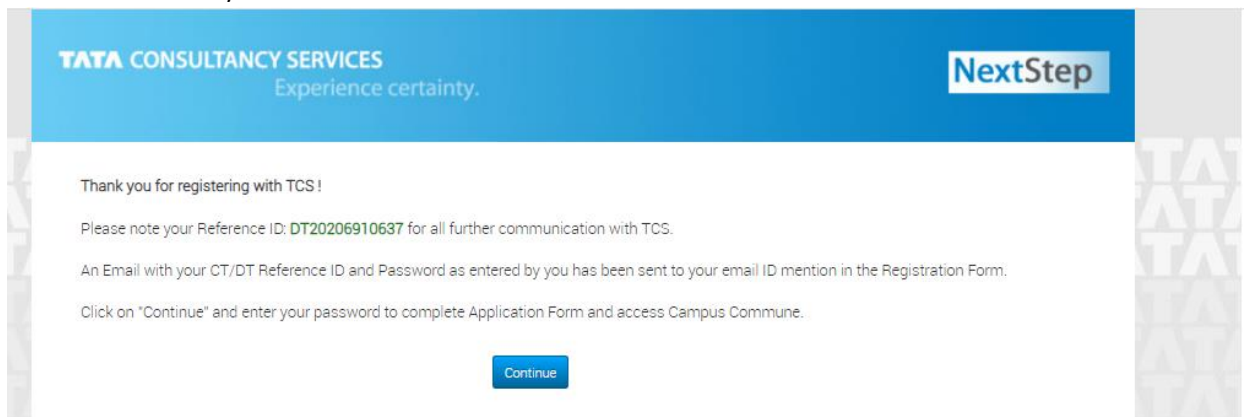 TATA CONSULTANCY SERVICES
Experience certainty.
NextStep
Thank you for registering with TCS !
Please note your Reference ID: DT20206910637 for all further communication with TCS.
An Email with your CT/DT Reference ID and Password as entered by you has been sent to your email ID mention in the Registration Form.
Click on "Continue" and enter your password to complete Application Form and access Campus Commune.
Continue